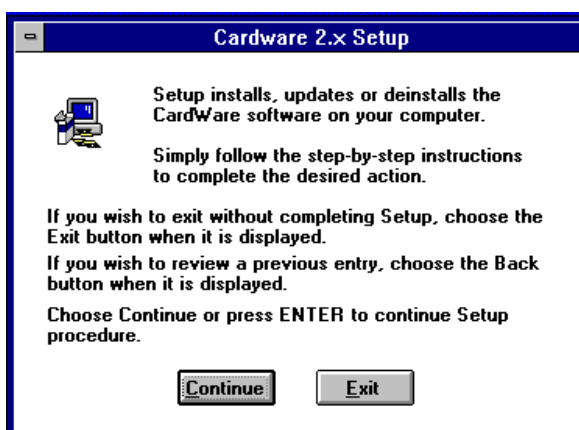 Cardware 2.x Setup
Setup installs, updates or deinstalls the
CardWare software on your computer.
Simply follow the step-by-step instructions
to complete the desired action.
If you wish to exit without completing Setup, choose the
Exit button when it is displayed.
If you wish to review a previous entry, choose the Back
button when it is displayed.
Choose Continue or press ENTER to continue Setup
procedure.
Continue Exit